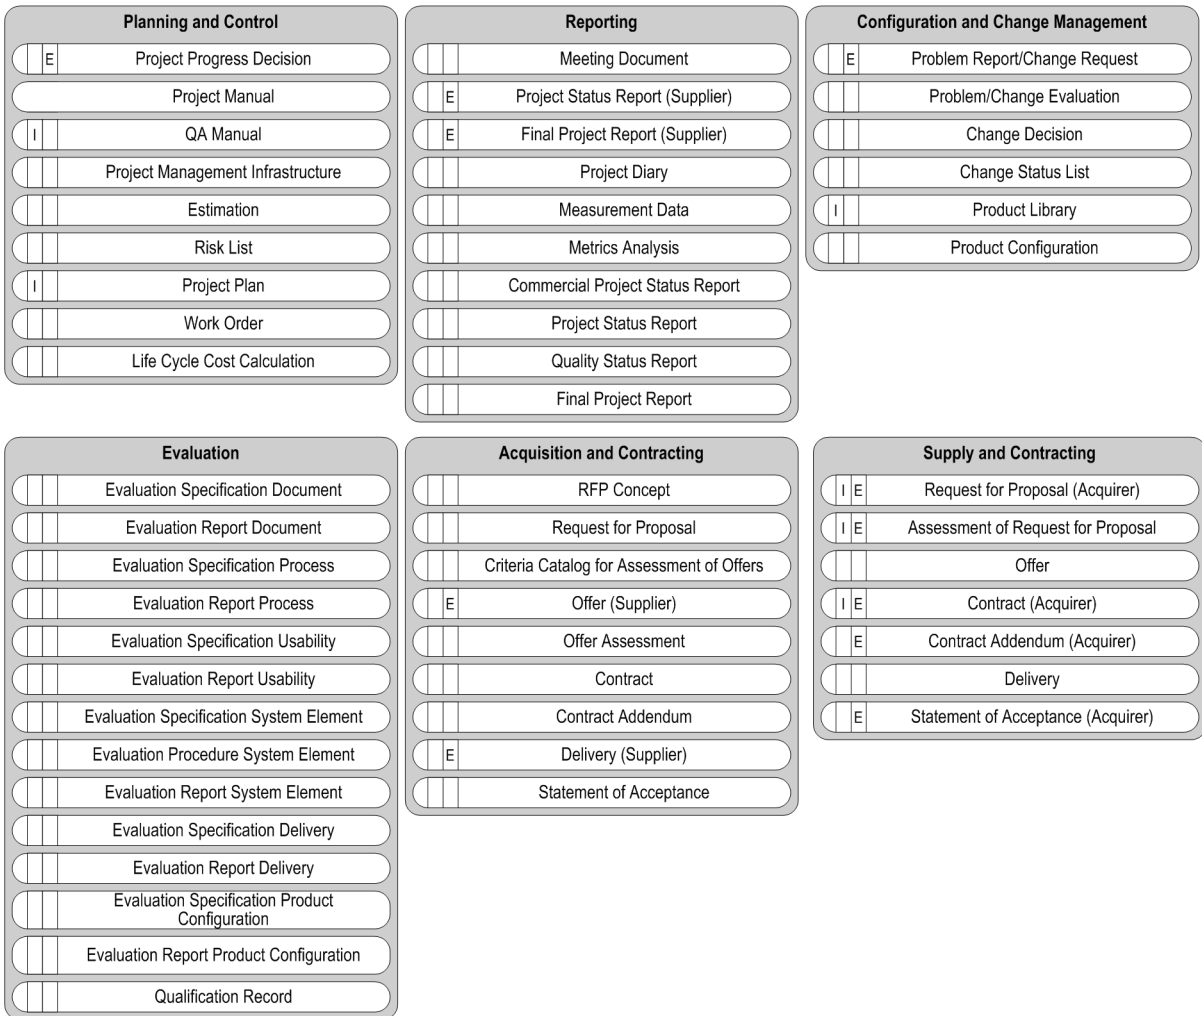 Planning and Control
E Project Progress Decision
Project Manual
I QA Manual
Project Management Infrastructure
Estimation
Risk List
I Project Plan
Work Order
Life Cycle Cost Calculation
Reporting
Meeting Document
E Project Status Report (Supplier)
E Final Project Report (Supplier)
Project Diary
Measurement Data
Metrics Analysis
Commercial Project Status Report
Project Status Report
Quality Status Report
Final Project Report
Configuration and Change Management
E Problem Report/Change Request
Problem/Change Evaluation
Change Decision
Change Status List
I Product Library
Product Configuration
Evaluation
Evaluation Specification Document
Evaluation Report Document
Evaluation Specification Process
Evaluation Report Process
Evaluation Specification Usability
Evaluation Report Usability
Evaluation Specification System Element
Evaluation Procedure System Element
Evaluation Report System Element
Evaluation Specification Delivery
Evaluation Report Delivery
Evaluation Specification Product
Configuration
Evaluation Report Product Configuration
Qualification Record
Acquisition and Contracting
RFP Concept
Request for Proposal
Criteria Catalog for Assessment of Offers
E Offer (Supplier)
Offer Assessment
Contract
Contract Addendum
E Delivery (Supplier)
Statement of Acceptance
Supply and Contracting
I E Request for Proposal (Acquirer)
I E Assessment of Request for Proposal
Offer
I E Contract (Acquirer)
E Contract Addendum (Acquirer)
Delivery
E Statement of Acceptance (Acquirer)